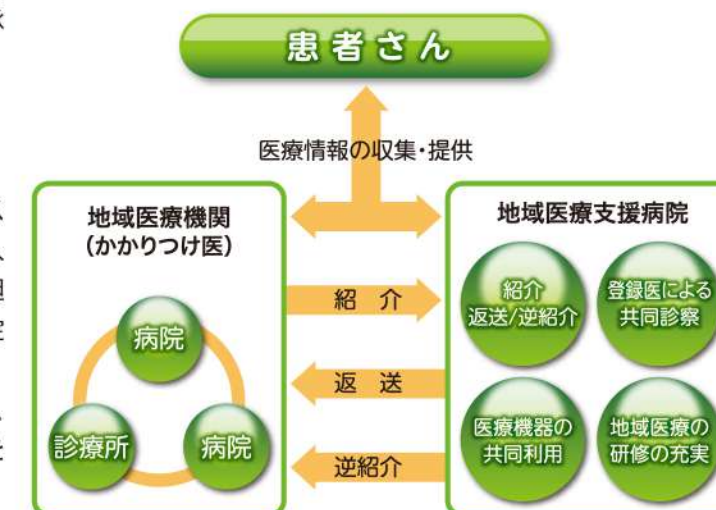 患者さん
医療情報の収集・提供
地域医療機関
(かかりつけ医)
病院
診療所
病院
紹 介
返 送
逆紹介
地域医療支援病院
紹介
返送/逆紹介
登録医による
共同診察
医療機器の
共同利用
地域医療の
研修の充実